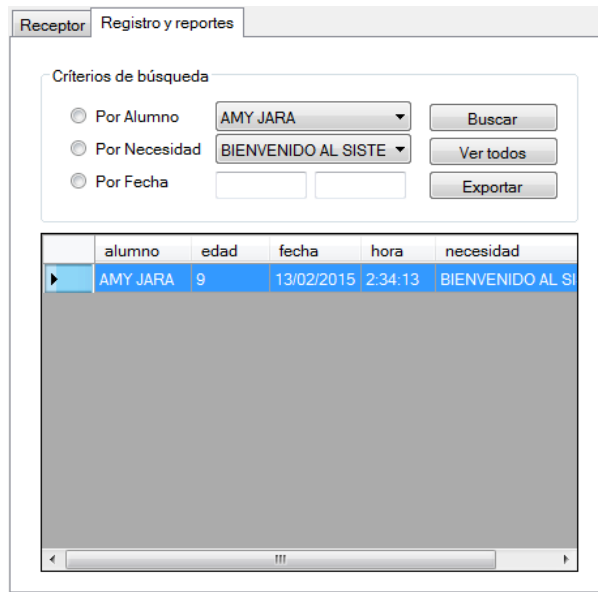 Receptor Registro y reportes
Críterios de búsqueda
Por Alumno AMY JARA Buscar
Por Necesidad BIENVENIDO AL SISTE Ver todos
Por Fecha Exportar
alumno edad fecha hora necesidad
AMY JARA 9 13/02/2015 2:34:13 BIENVENIDO AL SI